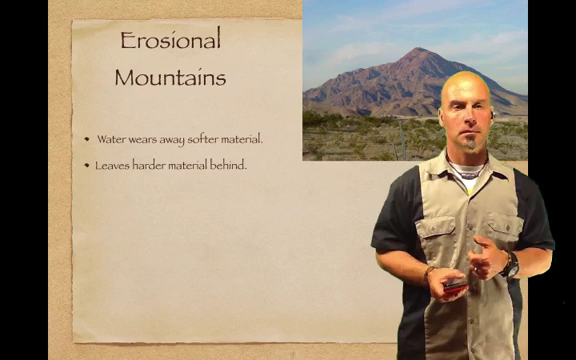 Erosional
Mountains
• Water wears away softer material.
• Leaves harder material behind.